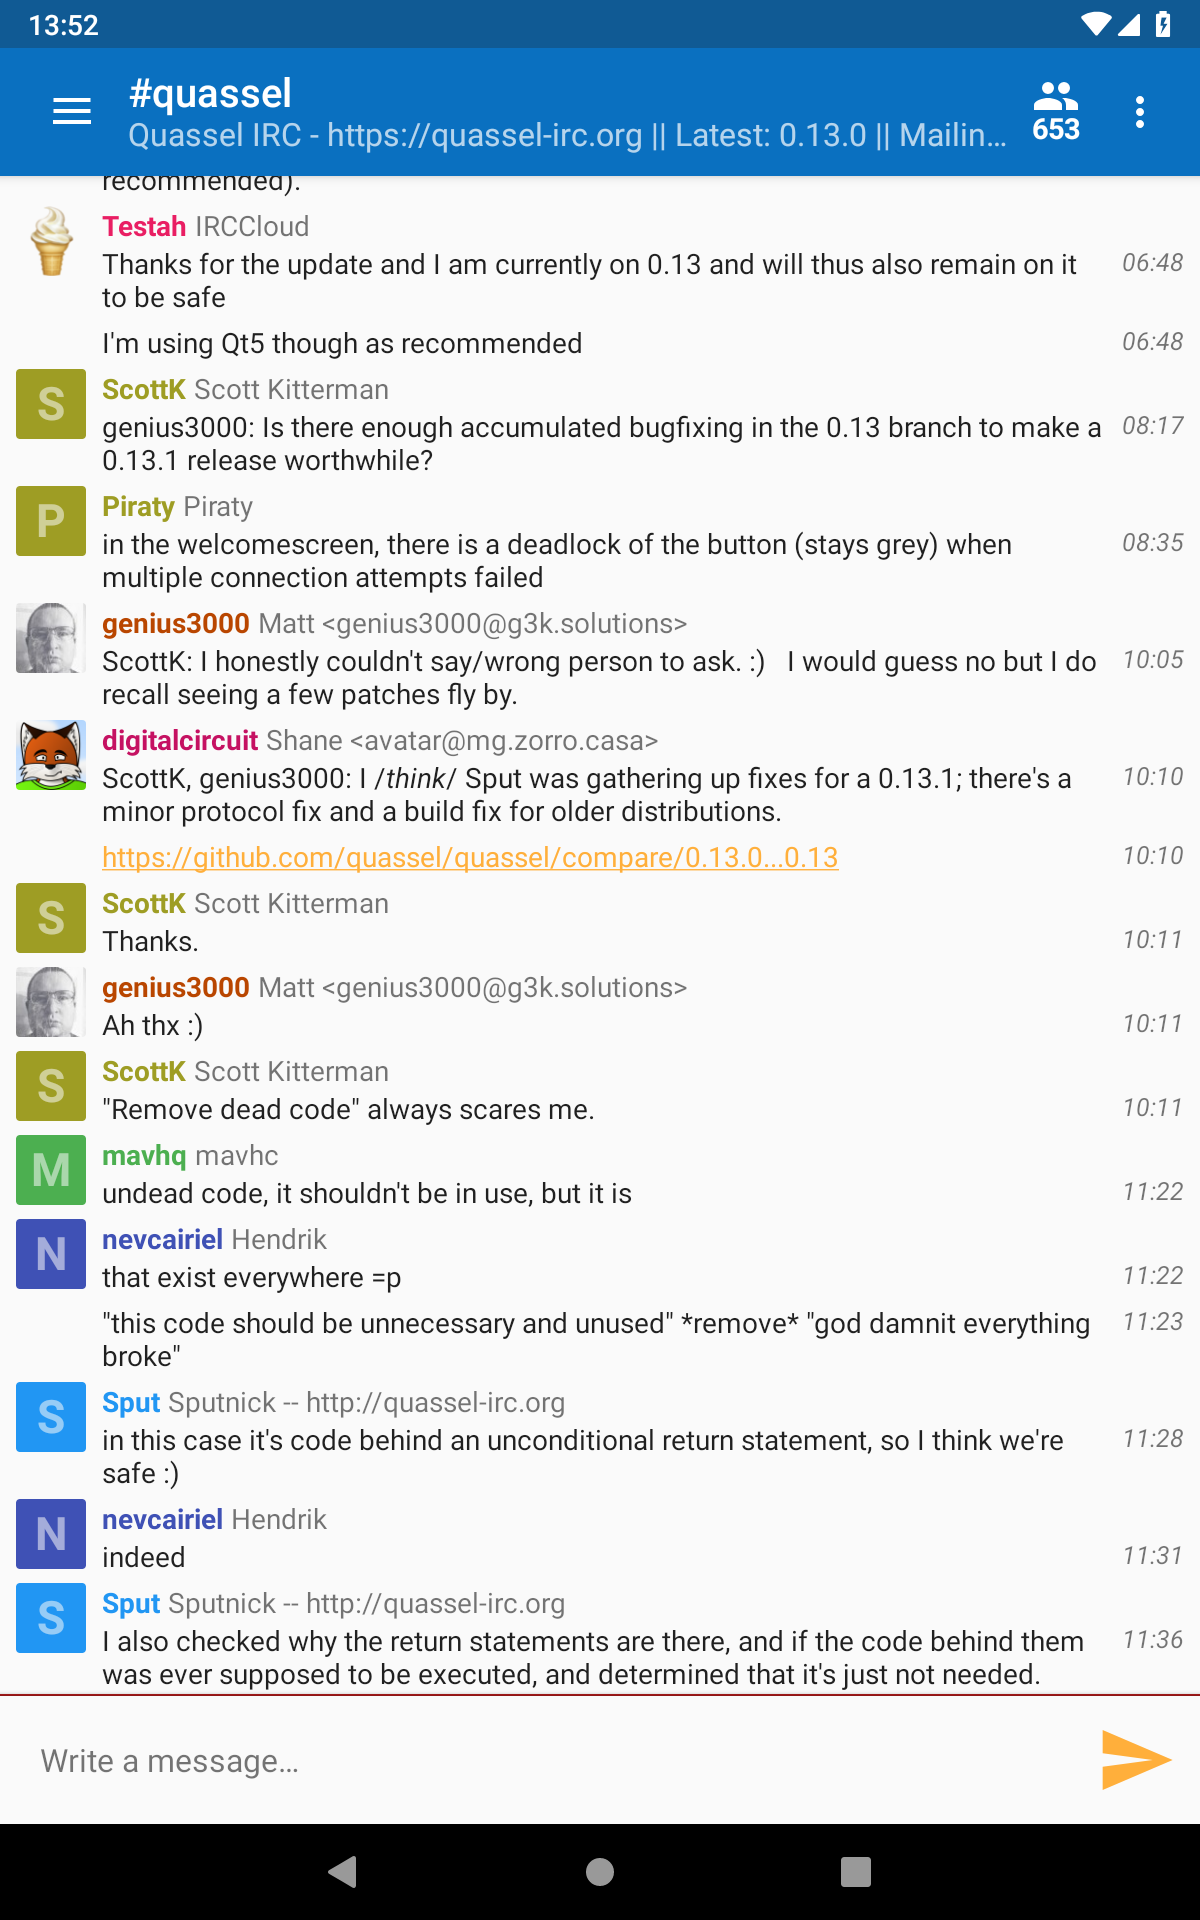 13:52
#quassel
Quassel IRC - https://quassel-irc.org || Latest: 0.13.0 || Mailin...
653
recommended).
Testah IRCCloud
Thanks for the update and I am currently on 0.13 and will thus also remain on it 06:48
to be safe
I'm using Qt5 though as recommended 06:48
S ScottK Scott Kitterman
genius3000: Is there enough accumulated bugfixing in the 0.13 branch to make a 08:17
0.13.1 release worthwhile?
P Piraty Piraty
in the welcomescreen, there is a deadlock of the button (stays grey) when 08:35
multiple connection attempts failed
genius3000 Matt <genius3000@g3k.solutions>
ScottK: I honestly couldn't say/wrong person to ask. :)   I would guess no but I do 10:05
recall seeing a few patches fly by.
digitalcircuit Shane <avatar@mg.zorro.casa>
ScottK, genius3000: I /think/ Sput was gathering up fixes for a 0.13.1; there's a 10:10
minor protocol fix and a build fix for older distributions.
https://github.com/quassel/quassel/compare/0.13.0...0.13 10:10
S ScottK Scott Kitterman
Thanks. 10:11
genius3000 Matt <genius3000@g3k.solutions>
Ah thx :) 10:11
S ScottK Scott Kitterman
"Remove dead code" always scares me. 10:11
M mavhq mavhc
undead code, it shouldn't be in use, but it is 11:22
N nevcairiel Hendrik
that exist everywhere =p 11:22
"this code should be unnecessary and unused" *remove* "god damnit everything 11:23
broke"
S Sput Sputnick -- http://quassel-irc.org
in this case it's code behind an unconditional return statement, so I think we're 11:28
safe :)
N nevcairiel Hendrik
indeed 11:31
S Sput Sputnick -- http://quassel-irc.org
I also checked why the return statements are there, and if the code behind them 11:36
was ever supposed to be executed, and determined that it's just not needed.
Write a message...